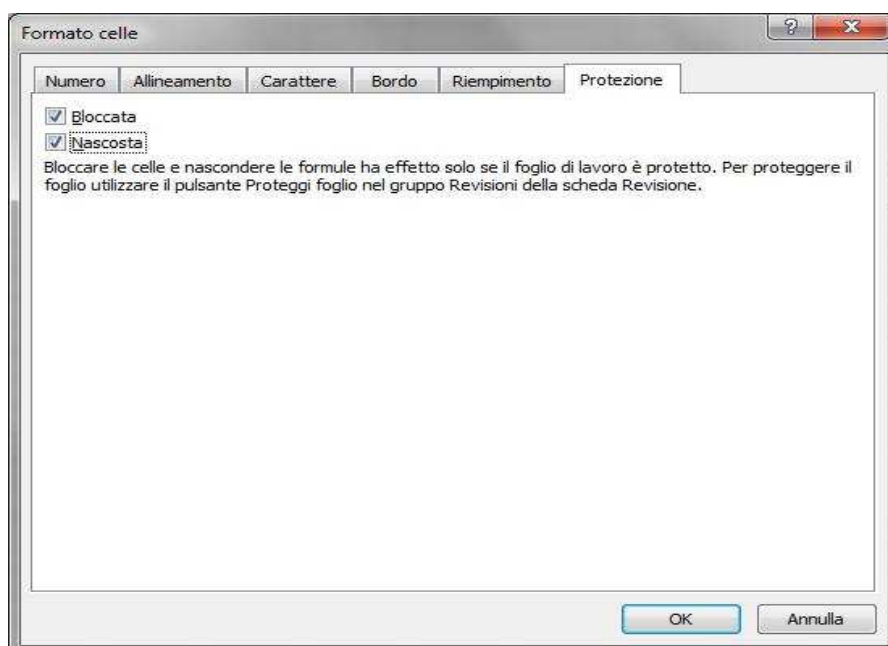 Formato celle
Numero Allineamento Carattere Bordo Riempimento Protezione
Bloccata
Nascosta
Bloccare le celle e nascondere le formule ha effetto solo se il foglio di lavoro è protetto. Per proteggere il
foglio utilizzare il pulsante Proteggi foglio nel gruppo Revisioni della scheda Revisione.
OK Annulla